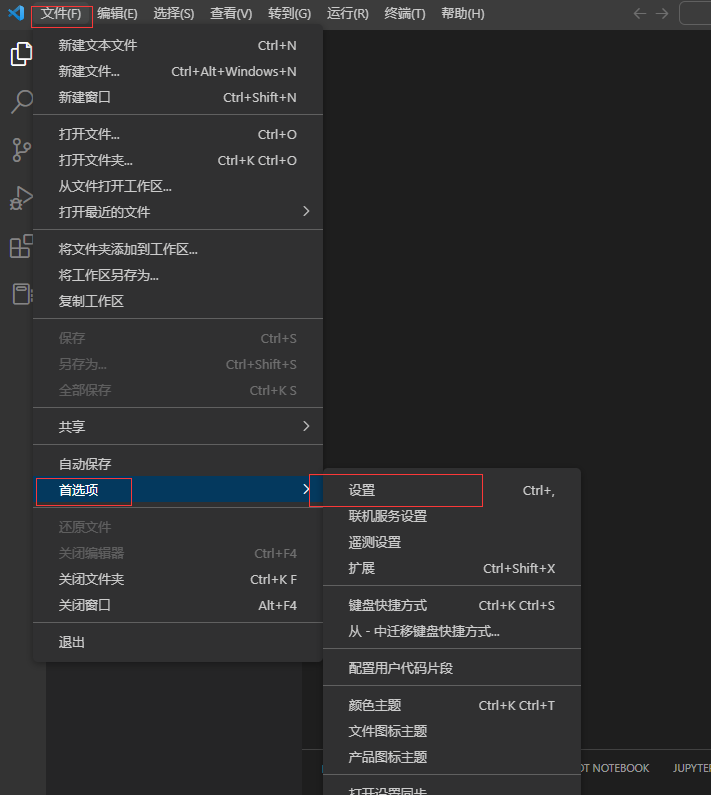 文件(F) 编辑(E) 选择(S) 查看(V) 转到(G) 运行(R) 终端(T) 帮助(H)
新建文本文件 Ctrl+N
新建文件... Ctrl+Alt+Windows+N
新建窗口 Ctrl+Shift+N
打开文件... Ctrl+O
打开文件夹... Ctrl+K Ctrl+O
从文件打开工作区...
打开最近的文件
将文件夹添加到工作区...
将工作区另存为...
复制工作区
保存 Ctrl+S
另存为... Ctrl+Shift+S
全部保存 Ctrl+K S
共享
自动保存
首选项
还原文件
关闭编辑器 Ctrl+F4
关闭文件夹 Ctrl+K F
关闭窗口 Alt+F4
退出
设置 Ctrl+,
联机服务设置
遥测设置
扩展 Ctrl+Shift+X
键盘快捷方式 Ctrl+K Ctrl+S
从 - 中迁移键盘快捷方式...
配置用户代码片段
颜色主题 Ctrl+K Ctrl+T
文件图标主题
产品图标主题
打开设置同步
OT NOTEBOOK JUPYTER